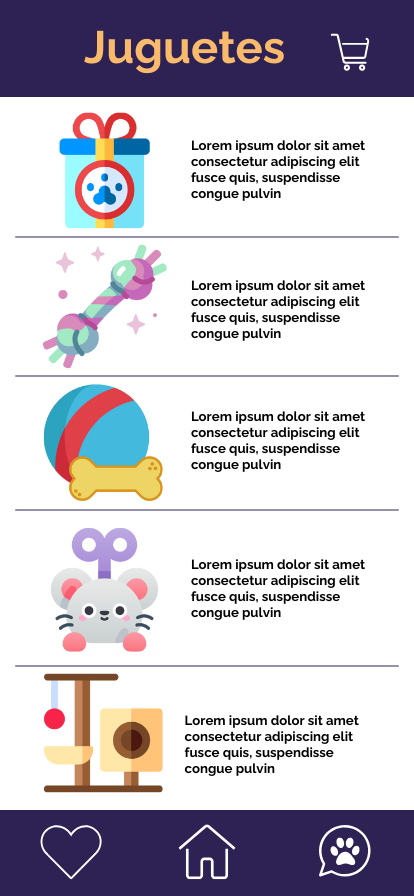 Juguetes
Lorem ipsum dolor sit amet
consectetur adipiscing elit
fusce quis, suspendisse
congue pulvin
Lorem ipsum dolor sit amet
consectetur adipiscing elit
fusce quis, suspendisse
congue pulvin
Lorem ipsum dolor sit amet
consectetur adipiscing elit
fusce quis, suspendisse
congue pulvin
Lorem ipsum dolor sit amet
consectetur adipiscing elit
fusce quis, suspendisse
congue pulvin
Lorem ipsum dolor sit amet
consectetur adipiscing elit
fusce quis, suspendisse
congue pulvin